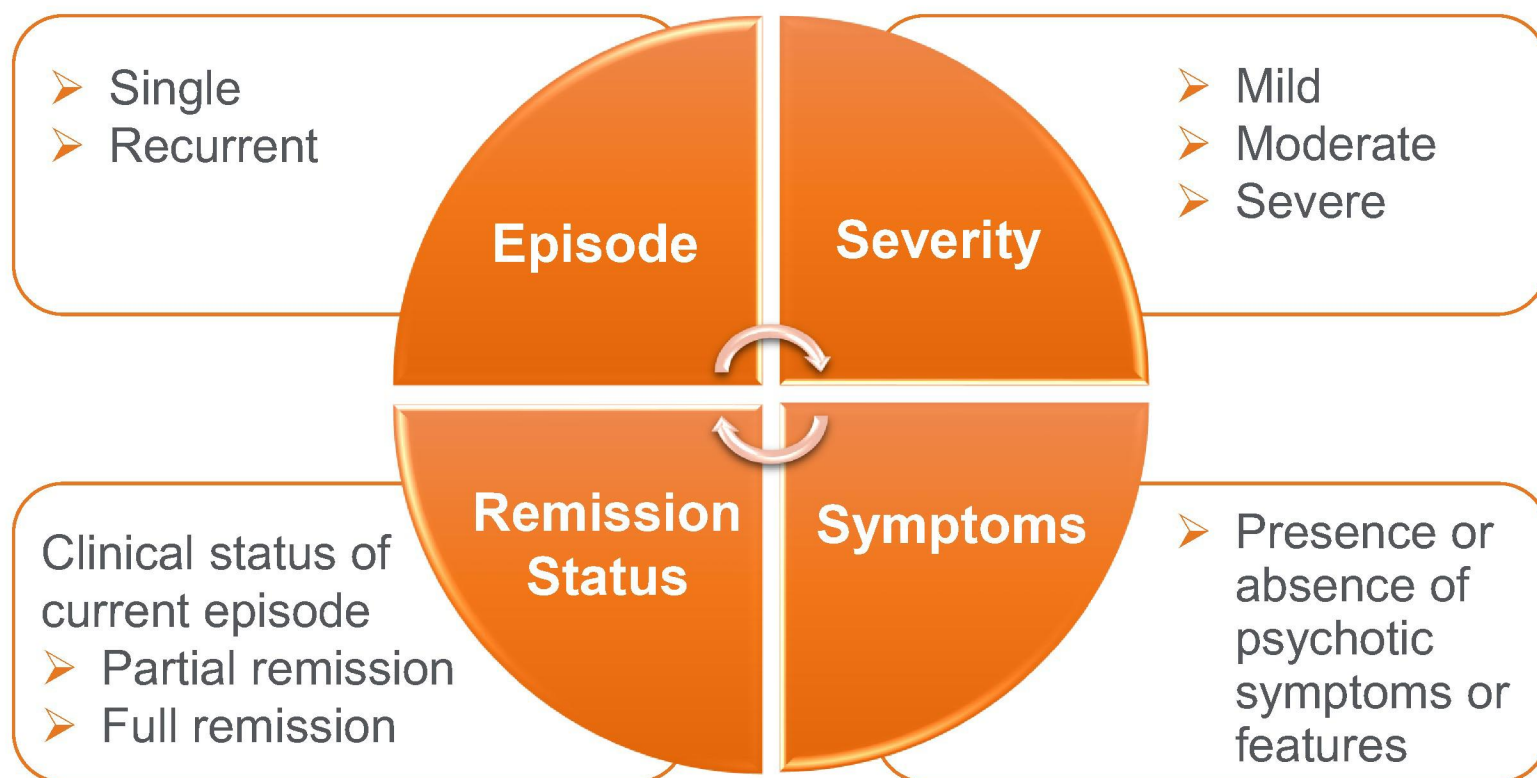 Single
Recurrent
Episode
Severity
Mild
Moderate
Severe
Clinical status of
current episode
Partial remission
Full remission
Remission
Status
Symptoms
Presence or
absence of
psychotic
symptoms or
features